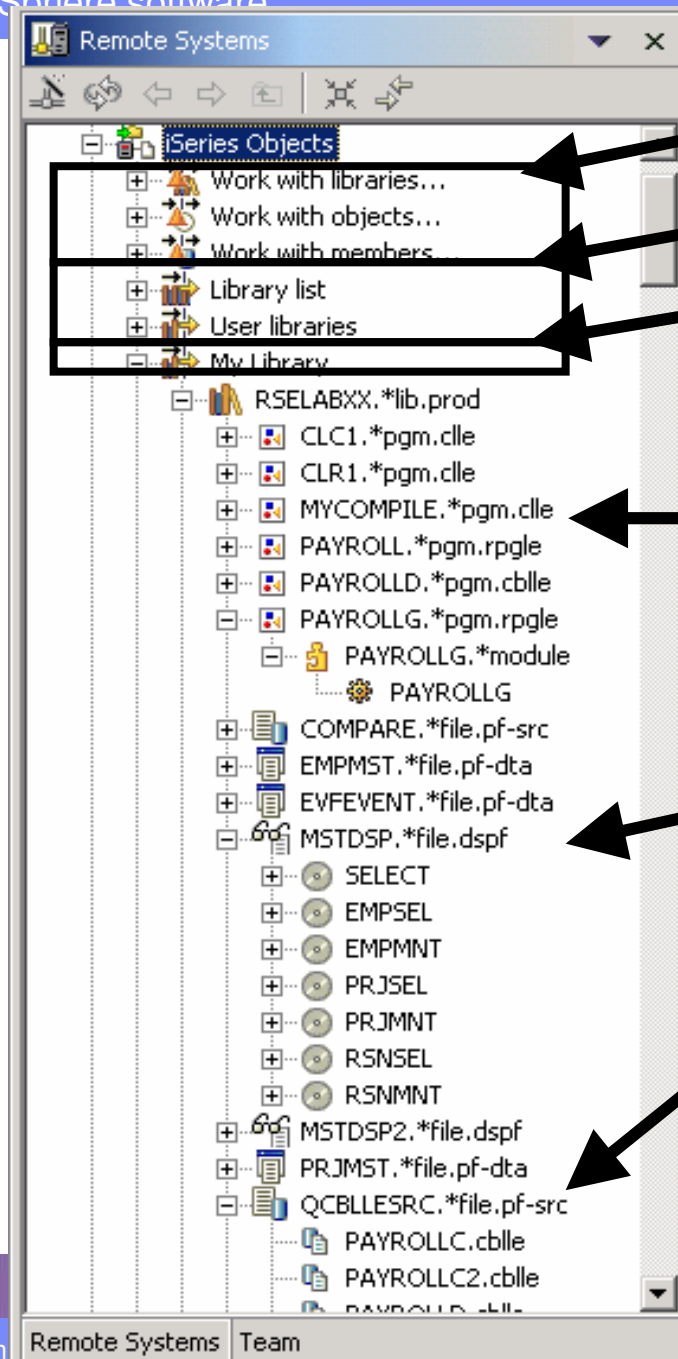 Sphere software
Remote Systems
iSeries Objects
Work with libraries...
Work with objects...
Work with members...
Library list
User libraries
My Library
RSELABXX.*lib.prod
CLC1.*pgm.clle
CLR1.*pgm.clle
MYCOMPILE.*pgm.clle
PAYROLL.*pgm.rpgle
PAYROLLD.*pgm.cblle
PAYROLLG.*pgm.rpgle
PAYROLLG.*module
PAYROLLG
COMPARE.*file.pf-src
EMPMST.*file.pf-dta
EVFEVENT.*file.pf-dta
MSTDSP.*file.dspf
SELECT
EMPSEL
EMPMNT
PRJSEL
PRJMNT
RSNSEL
RSNMNT
MSTDSP2.*file.dspf
PRJMST.*file.pf-dta
QCBLLESRC.*file.pf-src
PAYROLLC.cblle
PAYROLLC2.cblle
PAYROLLD.cblle
Remote Systems Team